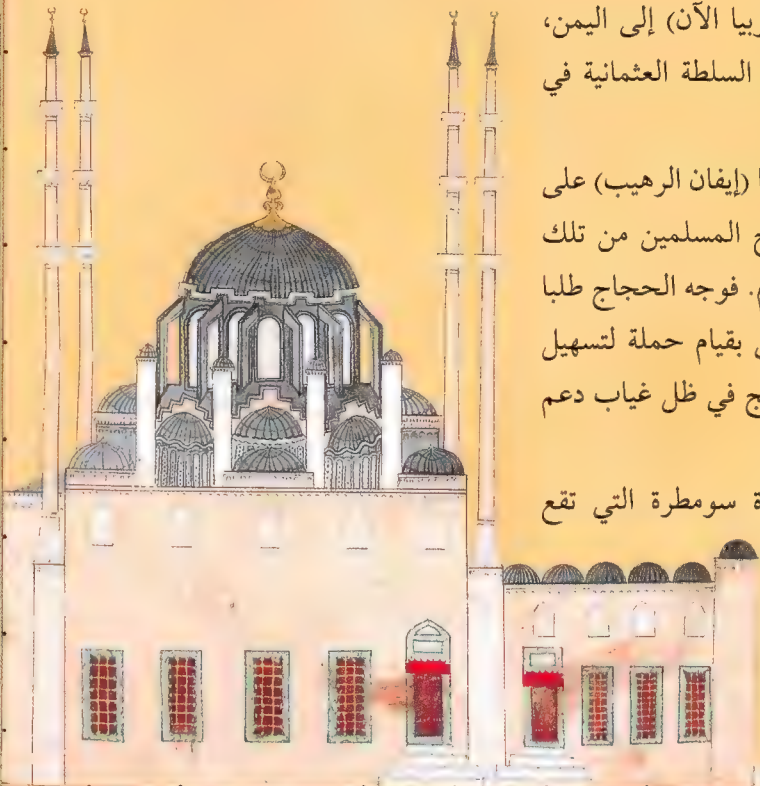 ربيا الآن) إلى اليمن،
السلطة العثمانية في
(إيفان الرهيب) على
المسلمين من تلك
. فوجه الحجاج طلبا
بقيام حملة لتسهيل
في ظل غياب دعم
سومطرة التي تقع